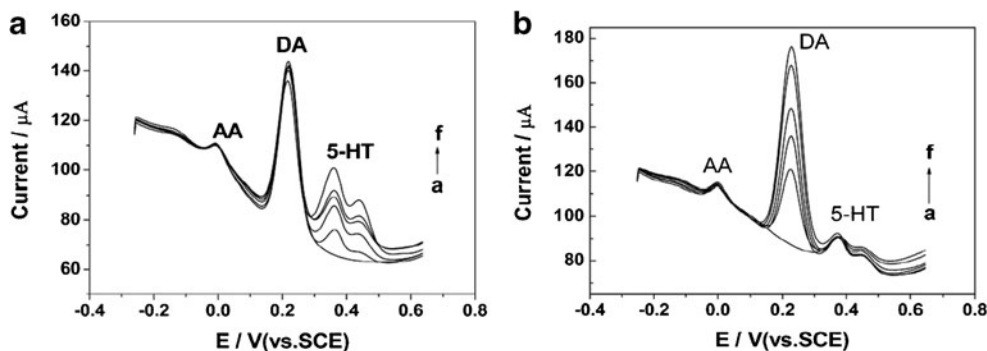 a
160
140
120
100
80
60
Current / μA
DA
AA
5-HT
f
a
-0.4
-0.2
0.0
0.2
0.4
0.6
0.8
E / V(vs.SCE)
b
180
160
140
120
100
80
Current / μA
DA
AA
5-HT
f
a
-0.4
-0.2
0.0
0.2
0.4
0.6
0.8
E / V(vs.SCE)